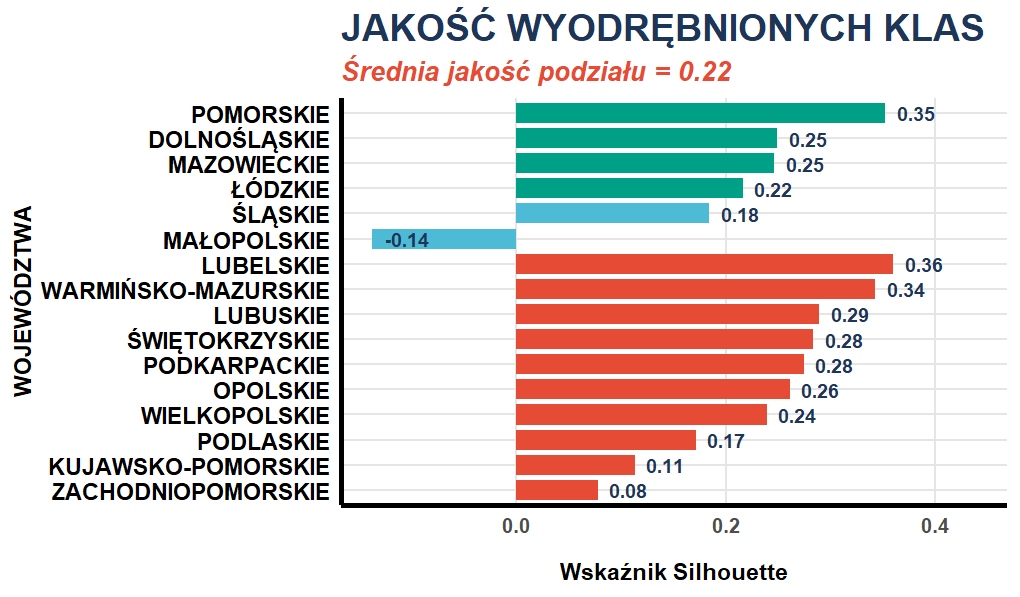 JAKOŚĆ WYODRĘBNIONYCH KLAS
Średnia jakość podziału = 0.22
WOJEWÓDZTWA
POMORSKIE 0.35
DOLNOŚLĄSKIE 0.25
MAZOWIECKIE 0.25
ŁÓDZKIE 0.22
ŚLĄSKIE 0.18
MAŁOPOLSKIE -0.14
LUBELSKIE 0.36
WARMIŃSKO-MAZURSKIE 0.34
LUBUSKIE 0.29
ŚWIĘTOKRZYSKIE 0.28
PODKARPACKIE 0.28
OPOLSKIE 0.26
WIELKOPOLSKIE 0.24
PODLASKIE 0.17
KUJAWSKO-POMORSKIE 0.11
ZACHODNIOPOMORSKIE 0.08
0.0 0.2 0.4
Wskaźnik Silhouette